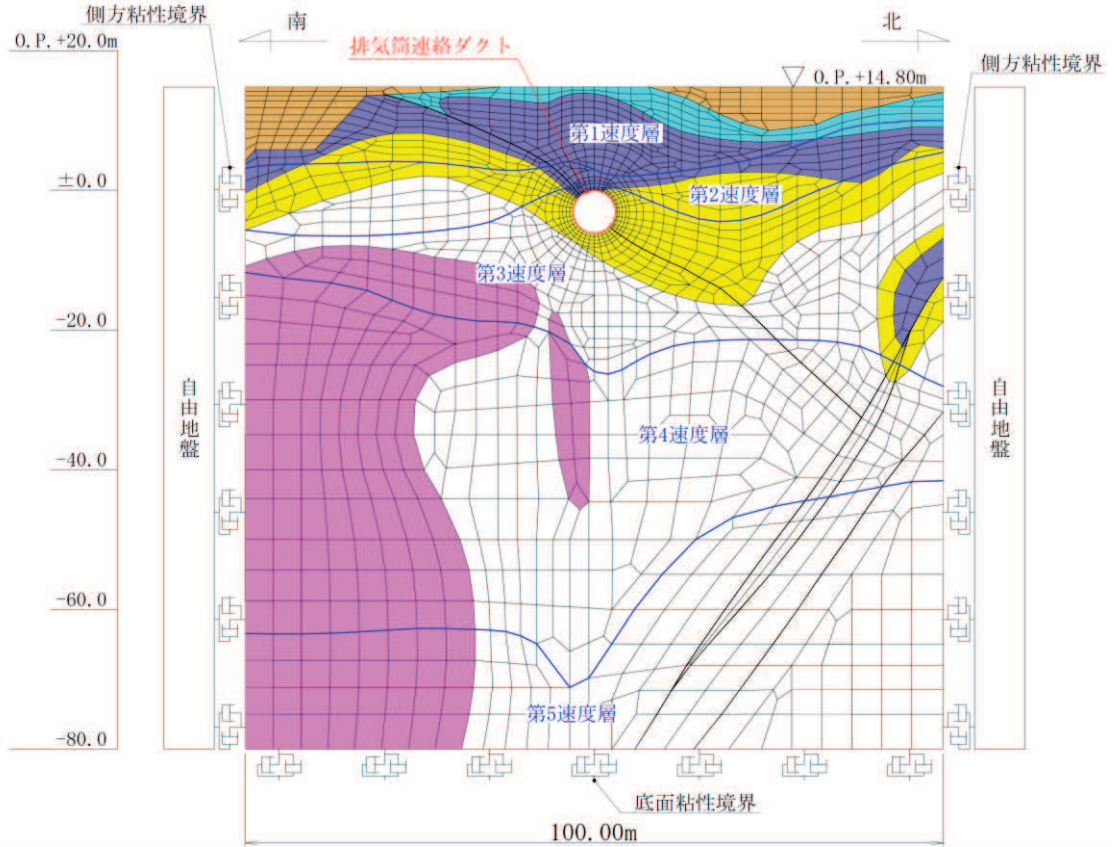 側方粘性境界
南
北
O.P.+20.0m
排気筒連絡ダクト
O.P.+14.80m
側方粘性境界
第1速度層
±0.0
第2速度層
第3速度層
-20.0
自由地盤
自由地盤
第4速度層
-40.0
-60.0
第5速度層
-80.0
底面粘性境界
100.00m